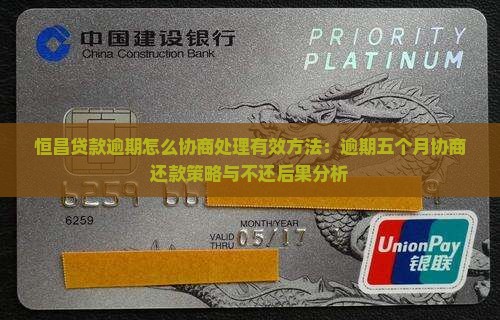 中国建设银行
China Construction Bank
PRIORITY
PLATINUM
恒昌贷款逾期怎么协商处理有效方法：逾期五个月协商
还款策略与不还后果分析
6259
6259
MONTH/YEAR
VALID
THRU
05/17
UnionPay
银联